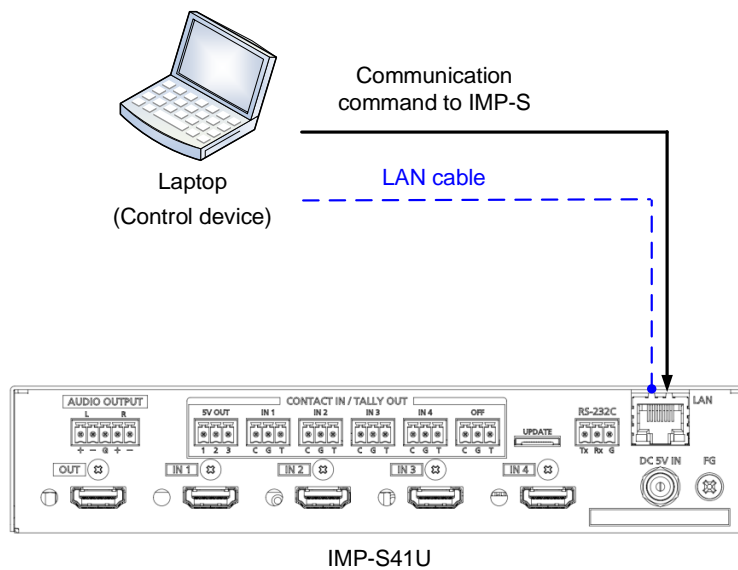 Communication
command to IMP-S
Laptop
(Control device)
LAN cable
AUDIO OUTPUT
L R
+ − G + −
CONTACT IN / TALLY OUT
5V OUT IN 1 IN 2 IN 3 IN 4 OFF
1 2 3 C G T C G T C G T C G T C G T
UPDATE
RS-232C
Tx Rx G
LAN
DC 5V IN FG
OUT IN 1 IN 2 IN 3 IN 4
IMP-S41U